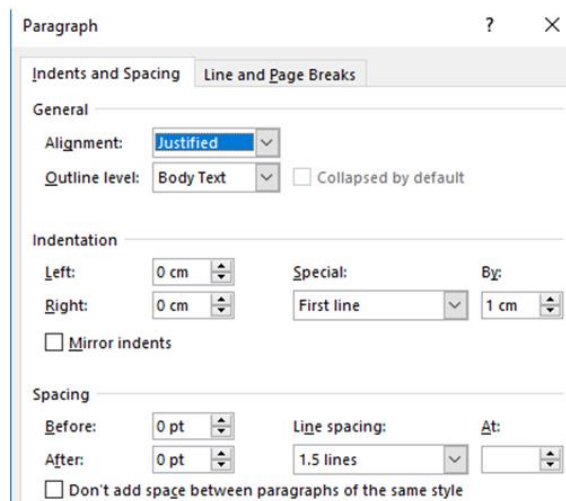 Paragraph ? ×
Indents and Spacing Line and Page Breaks
General
Alignment: Justified
Outline level: Body Text Collapsed by default
Indentation
Left: 0 cm Special: By:
Right: 0 cm First line 1 cm
Mirror indents
Spacing
Before: 0 pt Line spacing: At:
After: 0 pt 1.5 lines
Don't add space between paragraphs of the same style